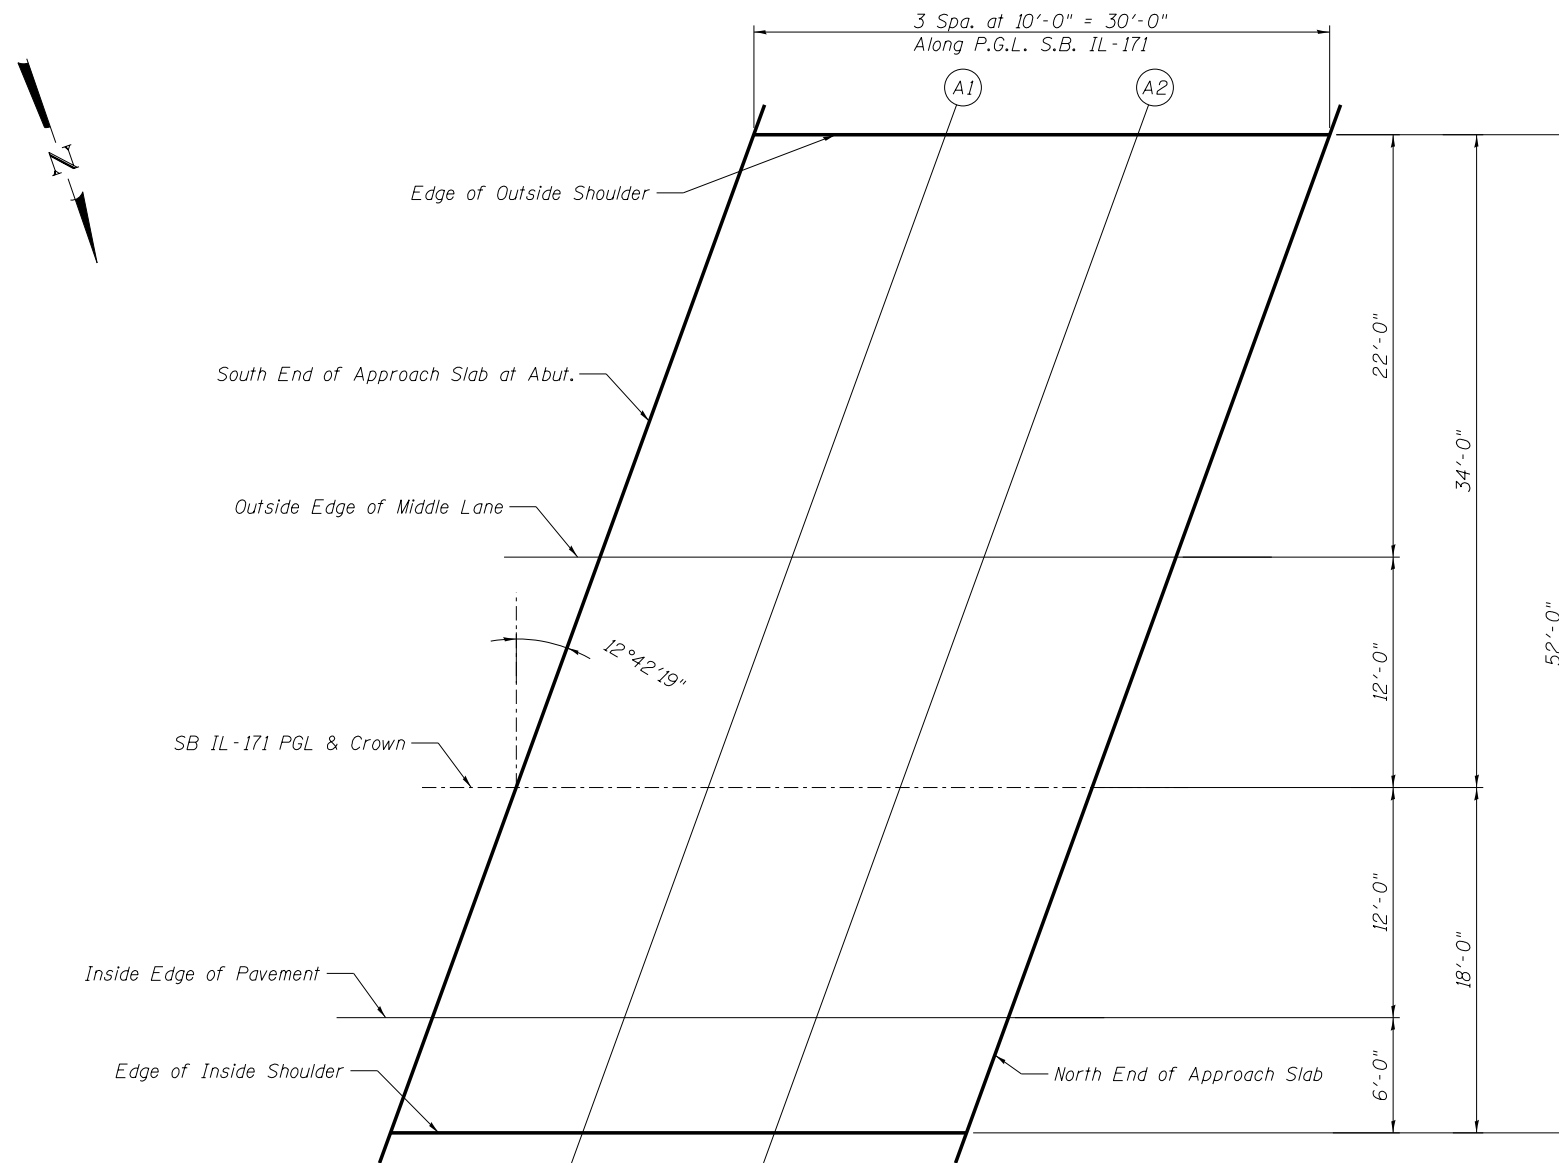 3 Spa. at 10'-0" = 30'-0"
Along P.G.L. S.B. IL-171
A1
A2
N
Edge of Outside Shoulder
22'-0"
South End of Approach Slab at Abut.
34'-0"
Outside Edge of Middle Lane
12°42'19"
12'-0"
52'-0"
SB IL-171 PGL & Crown
12'-0"
18'-0"
Inside Edge of Pavement
Edge of Inside Shoulder
North End of Approach Slab
6'-0"